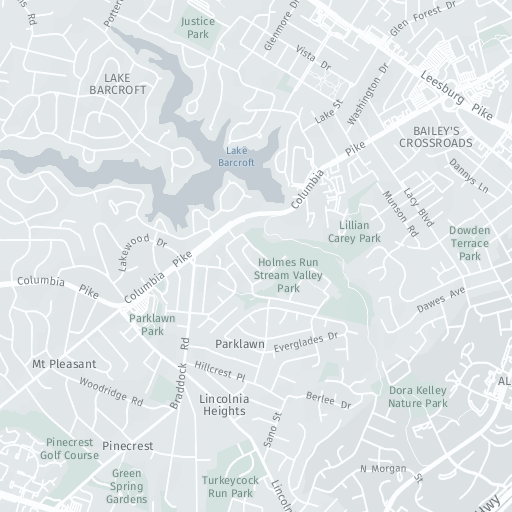 Justice
Park
Glenmore Dr
Glen Forest Dr
Vista Dr
LAKE
BARCROFT
Lake St
Washington Dr
Leesburg Pike
BAILEY'S
CROSSROADS
Lake
Barcroft
Columbia Pike
Dannys Ln
Lacy Blvd
Munson Rd
Lillian
Carey Park
Dowden
Terrace
Park
Lakewood Dr
Columbia Pike
Holmes Run
Stream Valley
Park
Columbia Pike
Dawes Ave
Parklawn
Park
Parklawn
Everglades Dr
Braddock Rd
Mt Pleasant
Hillcrest Pl
Woodridge Rd
Lincolnia
Heights
Berlee Dr
Dora Kelley
Nature Park
AL
Sano St
Pinecrest
Golf Course
Pinecrest
N Morgan St
Green
Spring
Gardens
Turkeycock
Run Park